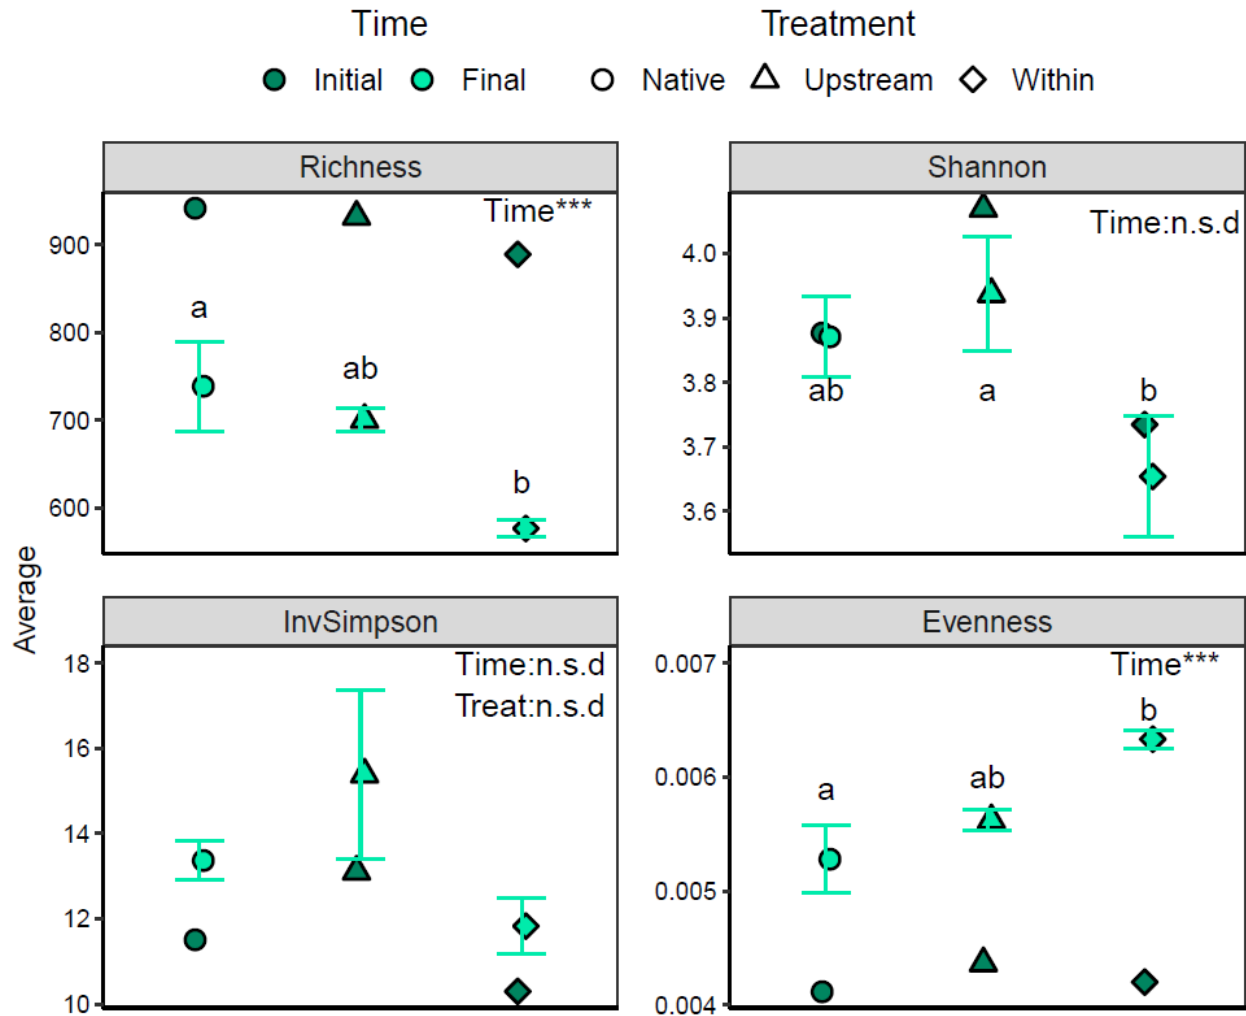 Time Treatment
Initial Final Native Upstream Within
Richness
Time***
900
800
700
600
a
ab
b
Shannon
Time:n.s.d
4.0
3.9
3.8
3.7
3.6
ab
a
b
Average
InvSimpson
Time:n.s.d
Treat:n.s.d
18
16
14
12
10
Evenness
Time***
0.007
0.006
0.005
0.004
a
ab
b